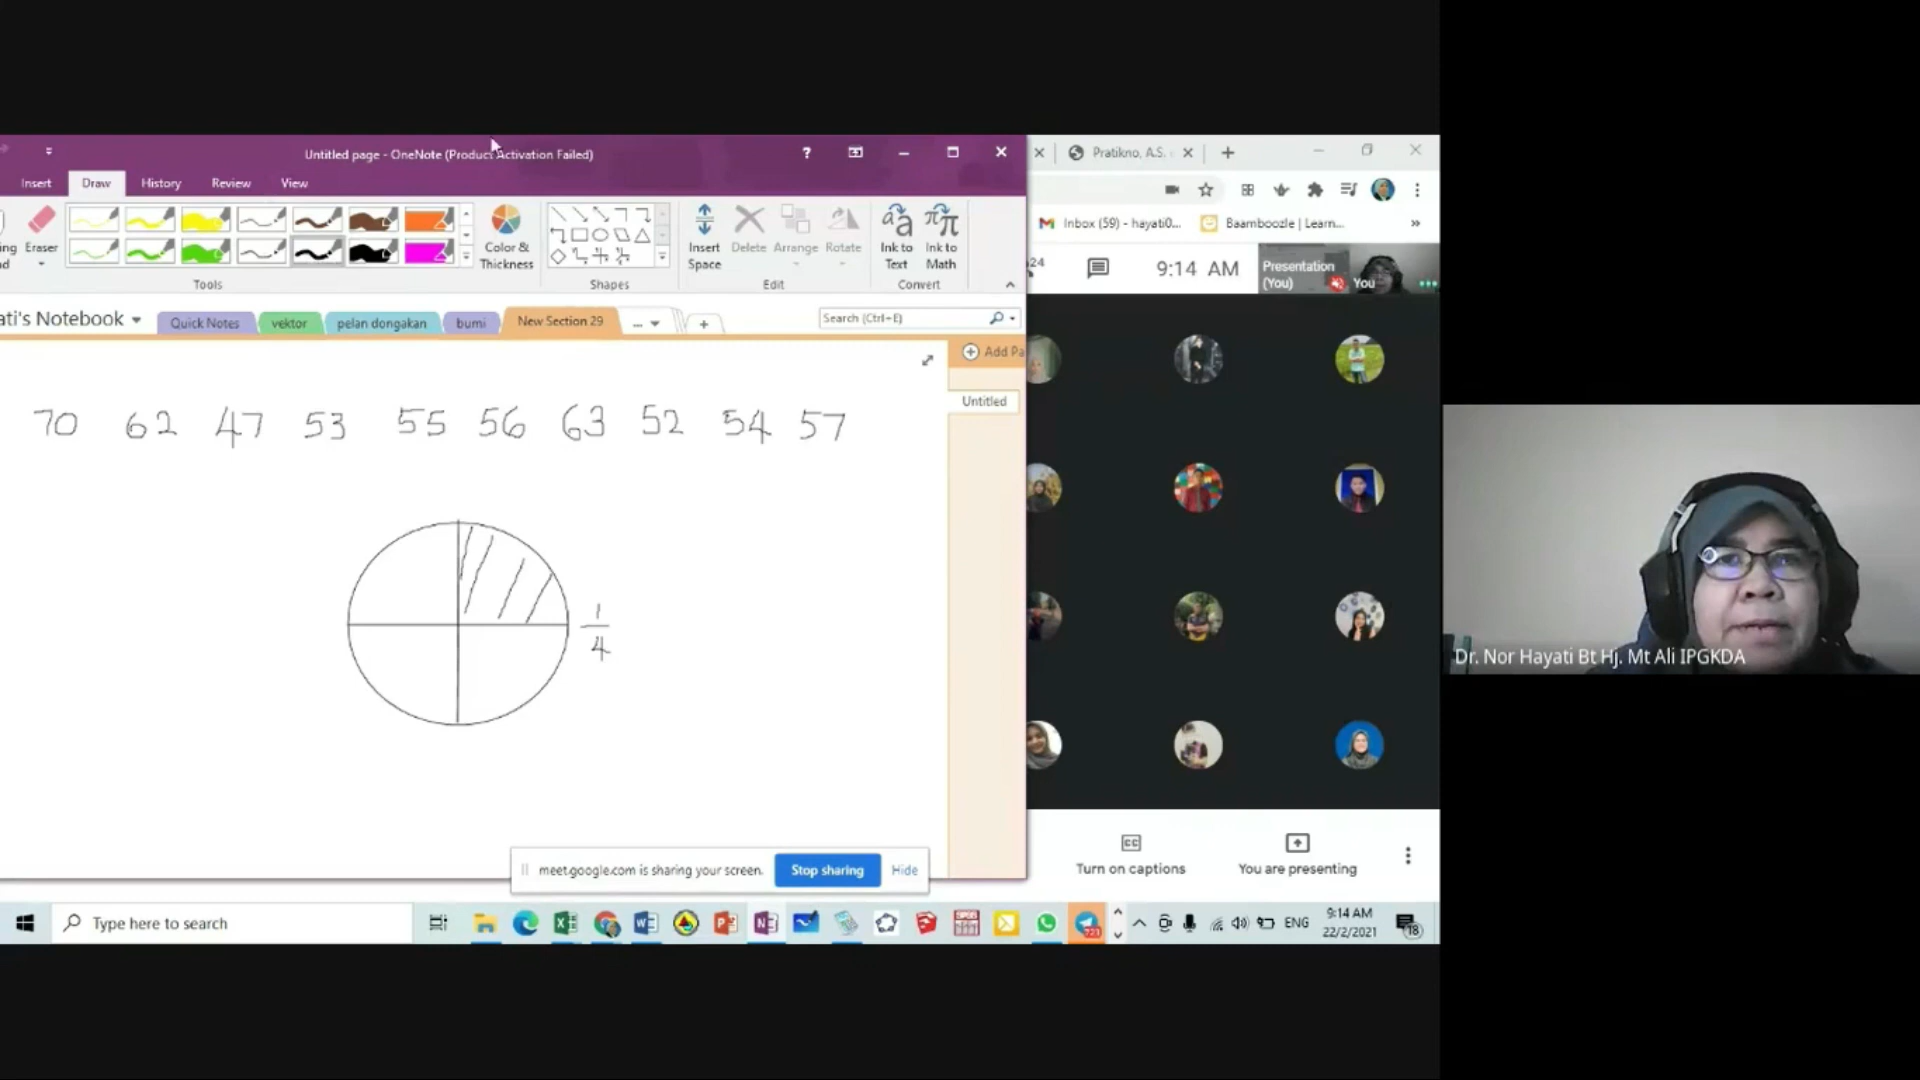 Untitled page - OneNote (Product Activation Failed)
Pratikno, A.S.
Insert Draw History Review View
Inbox (59) - hayati0... Baamboozle | Learn...
Eraser
Color & Thickness
Insert Space
Delete Arrange Rotate
Ink to Text
Ink to Math
Tools Shapes Edit Convert
24 9:14 AM
Presentation (You)
You
ati's Notebook Quick Notes vektor pelan dongakan bumi New Section 29 ... Search (Ctrl+E)
Add Pa
Untitled
70 62 47 53 55 56 63 52 54 57
1
4
Dr. Nor Hayati Bt Hj. Mt Ali IPGKDA
meet.google.com is sharing your screen. Stop sharing Hide
Turn on captions You are presenting
Type here to search
ENG
9:14 AM
22/2/2021
18